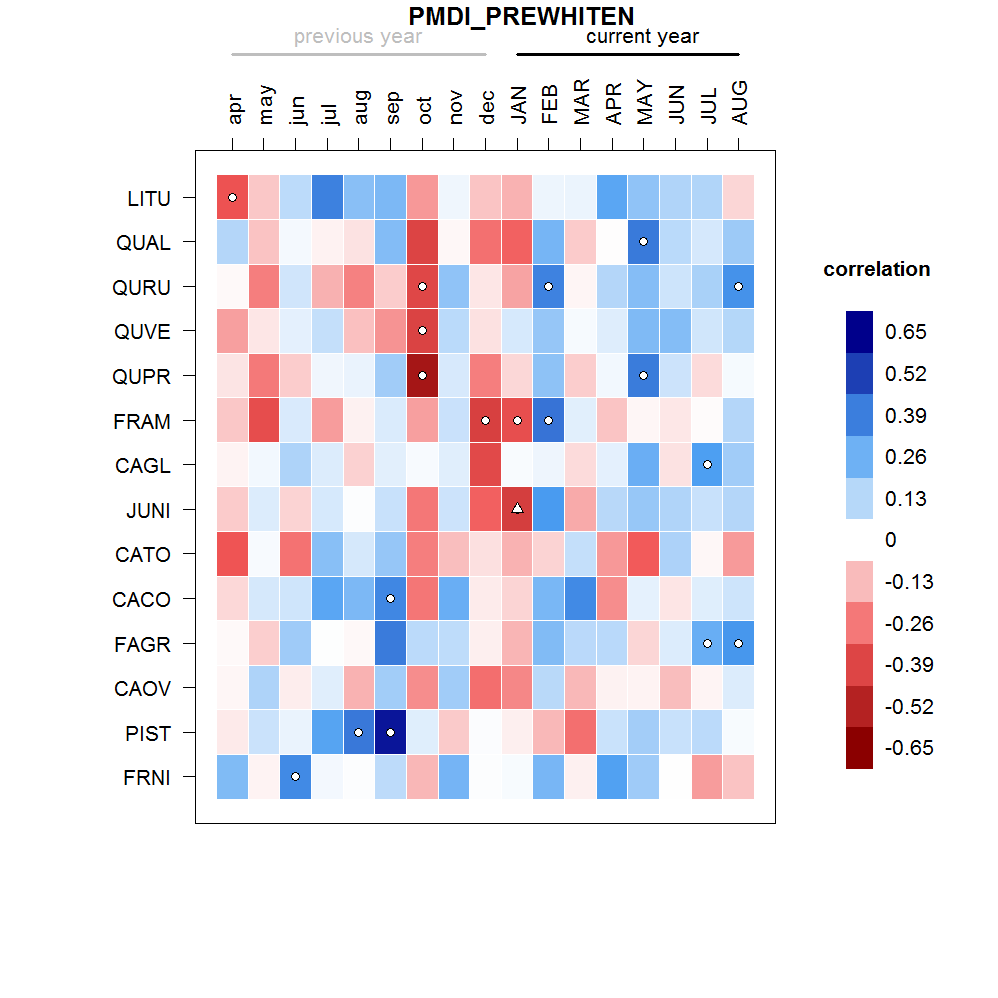 PMDI_PREWHITEN
previous year current year
apr may jun jul aug sep oct nov dec JAN FEB MAR APR MAY JUN JUL AUG
LITU
QUAL
QURU
QUVE
QUPR
FRAM
CAGL
JUNI
CATO
CACO
FAGR
CAOV
PIST
FRNI
correlation
0.65
0.52
0.39
0.26
0.13
0
-0.13
-0.26
-0.39
-0.52
-0.65